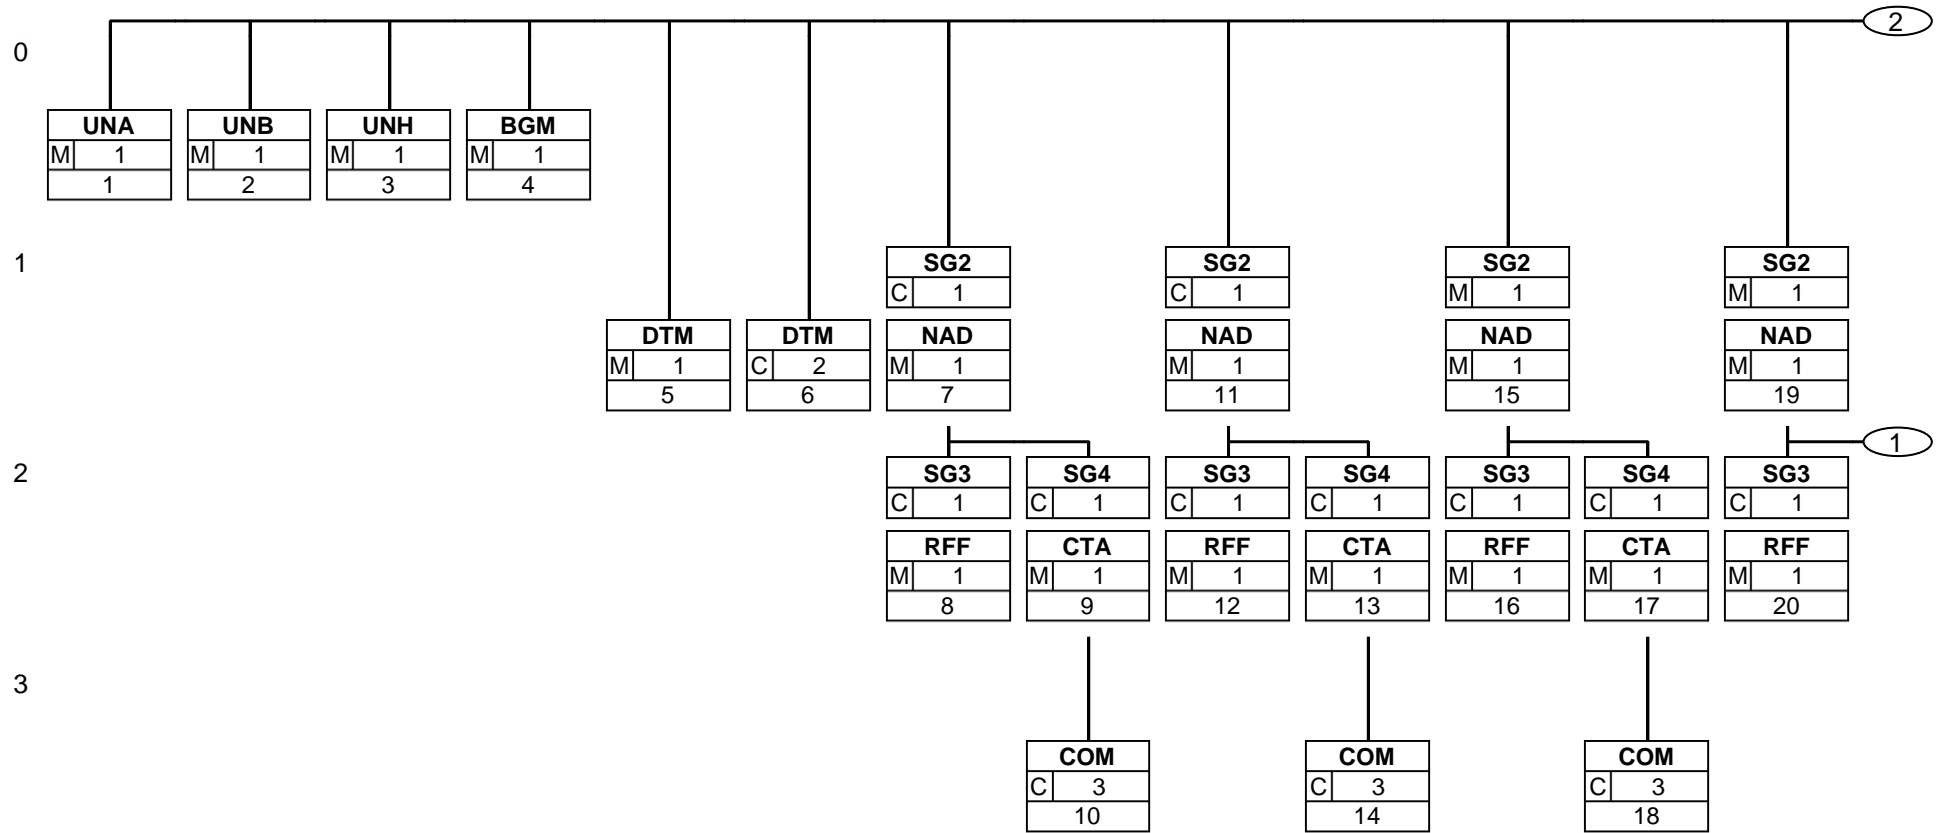 2
0
UNA UNB UNH BGM
M 1 M 1 M 1 M 1
1 2 3 4
1
SG2 SG2 SG2 SG2
C 1 C 1 M 1 M 1
DTM DTM NAD NAD NAD NAD
M 1 C 2 M 1 M 1 M 1 M 1
5 6 7 11 15 19
1
2
SG3 SG4 SG3 SG4 SG3 SG4 SG3
C 1 C 1 C 1 C 1 C 1 C 1 C 1
RFF CTA RFF CTA RFF CTA RFF
M 1 M 1 M 1 M 1 M 1 M 1 M 1
8 9 12 13 16 17 20
3
COM COM COM
C 3 C 3 C 3
10 14 18